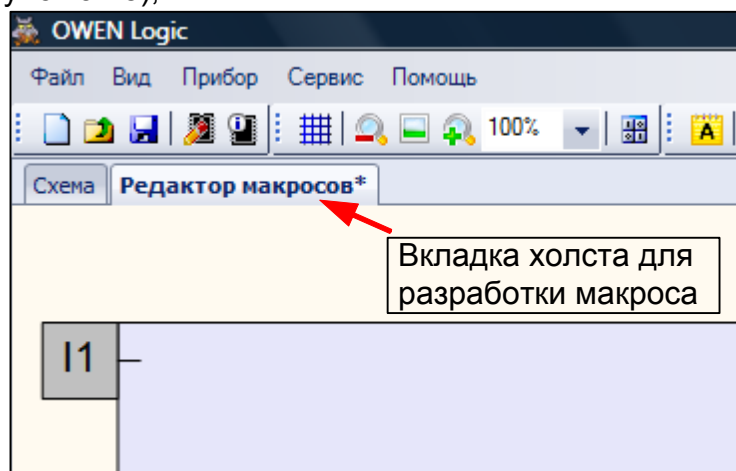 OWEN Logic
Файл Вид Прибор Сервис Помощь
100% A
Схема Редактор макросов*
Вкладка холста для
разработки макроса
I1